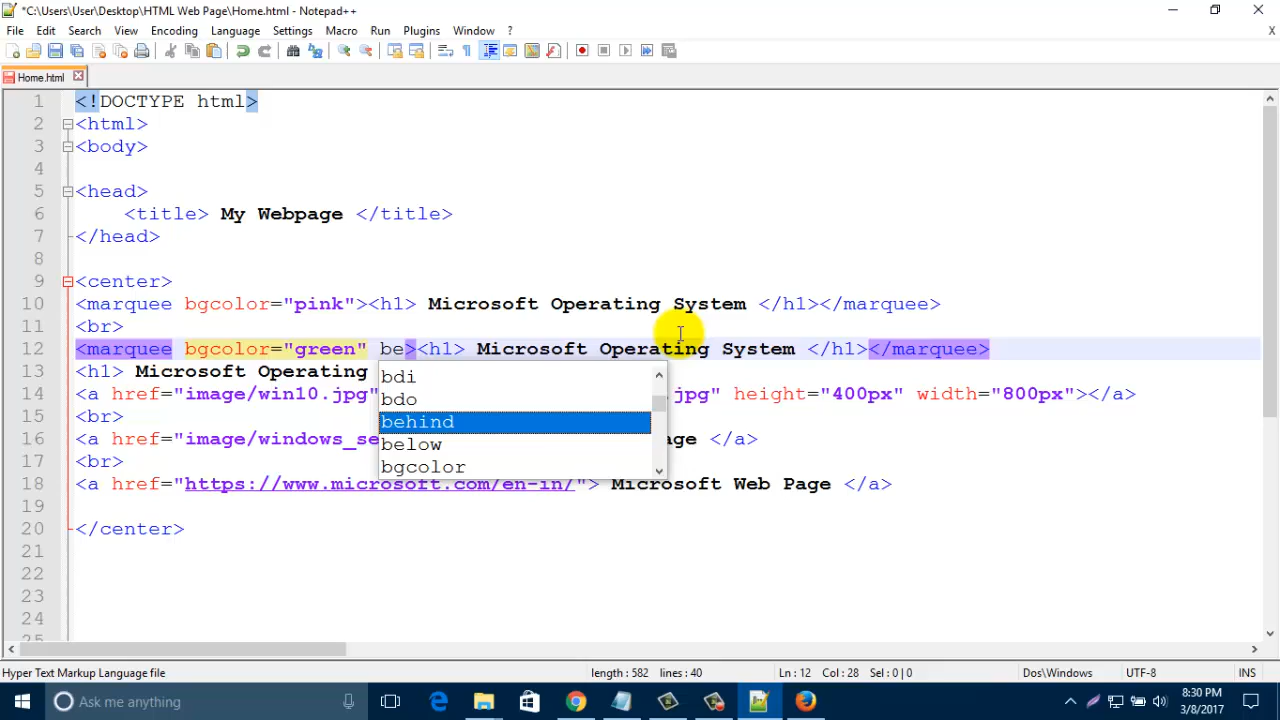 *C:\Users\User\Desktop\HTML Web Page\Home.html - Notepad++
File Edit Search View Encoding Language Settings Macro Run Plugins Window ? X
Home.html
1 <!DOCTYPE html>
2 <html>
3 <body>
4
5 <head>
6 <title> My Webpage </title>
7 </head>
8
9 <center>
10 <marquee bgcolor="pink"><h1> Microsoft Operating System </h1></marquee>
11 <br>
12 <marquee bgcolor="green" be><h1> Microsoft Operating System </h1></marquee>
13 <h1> Microsoft Operating
bdi
14 <a href="image/win10.jpg" .jpg" height="400px" width="800px"></a>
bdo
15 <br>
behind
16 <a href="image/windows_se age </a>
below
17 <br>
bgcolor
18 <a href="https://www.microsoft.com/en-in/"> Microsoft Web Page </a>
19
20 </center>
21
22
23
24
25
Hyper Text Markup Language file length : 582 lines : 40 Ln : 12 Col : 28 Sel : 0 | 0 Dos\Windows UTF-8 INS
Ask me anything 8:30 PM
3/8/2017